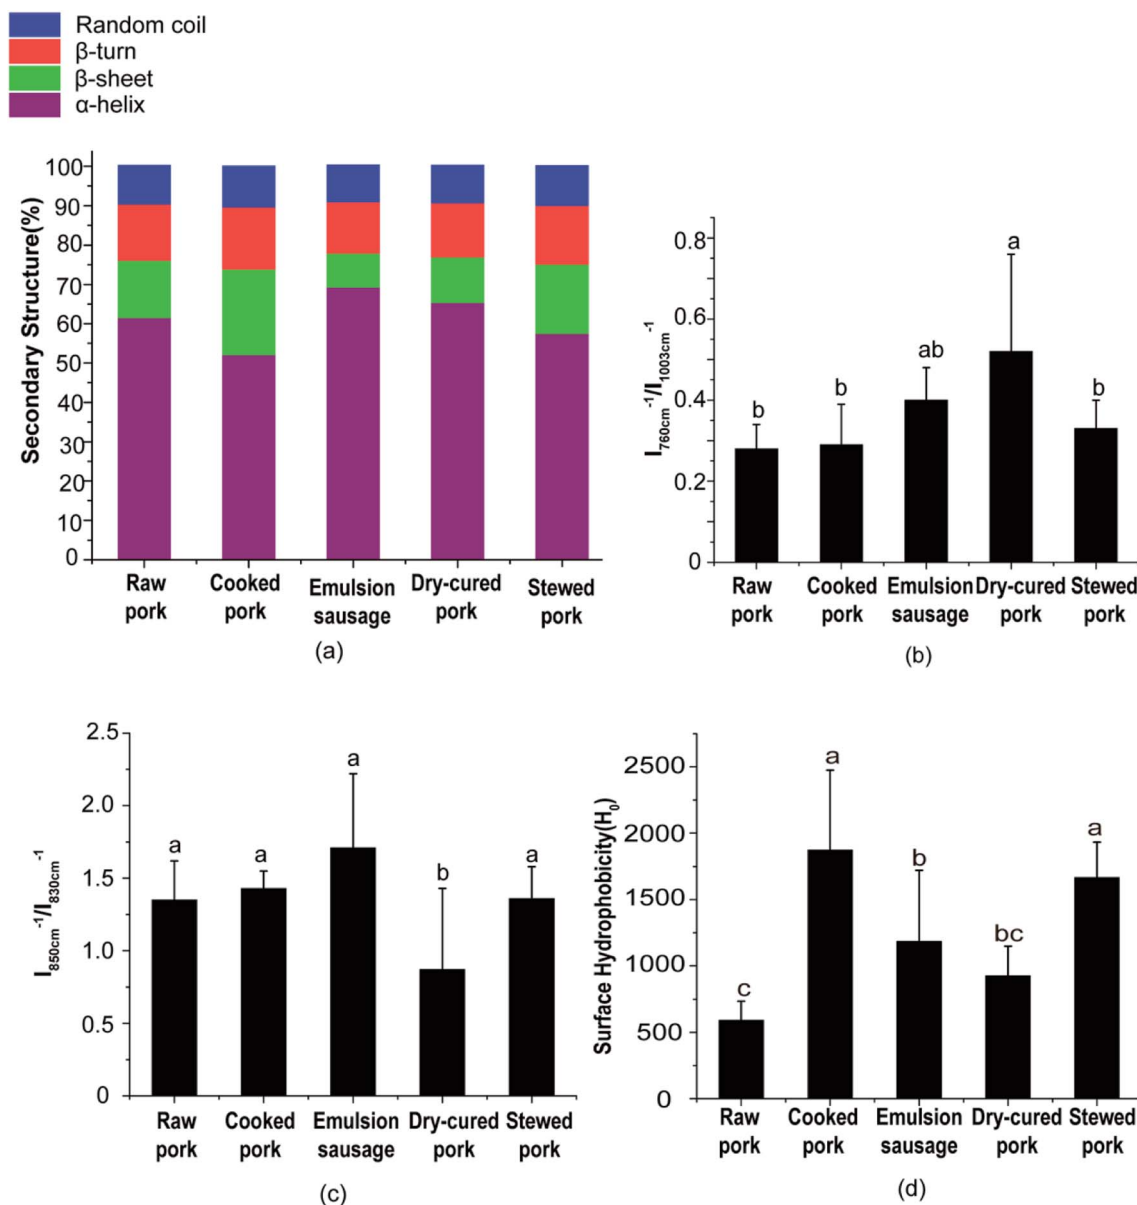 Random coil
β-turn
β-sheet
α-helix
Secondary Structure(%)
100
90
80
70
60
50
40
30
20
10
0
Raw pork
Cooked pork
Emulsion sausage
Dry-cured pork
Stewed pork
(a)
I760cm-1/I1003cm-1
0.8
0.6
0.4
0.2
0
b
b
ab
a
b
Raw pork
Cooked pork
Emulsion sausage
Dry-cured pork
Stewed pork
(b)
I850cm-1/I830cm-1
2.5
2.0
1.5
1.0
0.5
0
a
a
a
b
a
Raw pork
Cooked pork
Emulsion sausage
Dry-cured pork
Stewed pork
(c)
Surface Hydrophobicity(H0)
2500
2000
1500
1000
500
0
c
a
b
bc
a
Raw pork
Cooked pork
Emulsion sausage
Dry-cured pork
Stewed pork
(d)